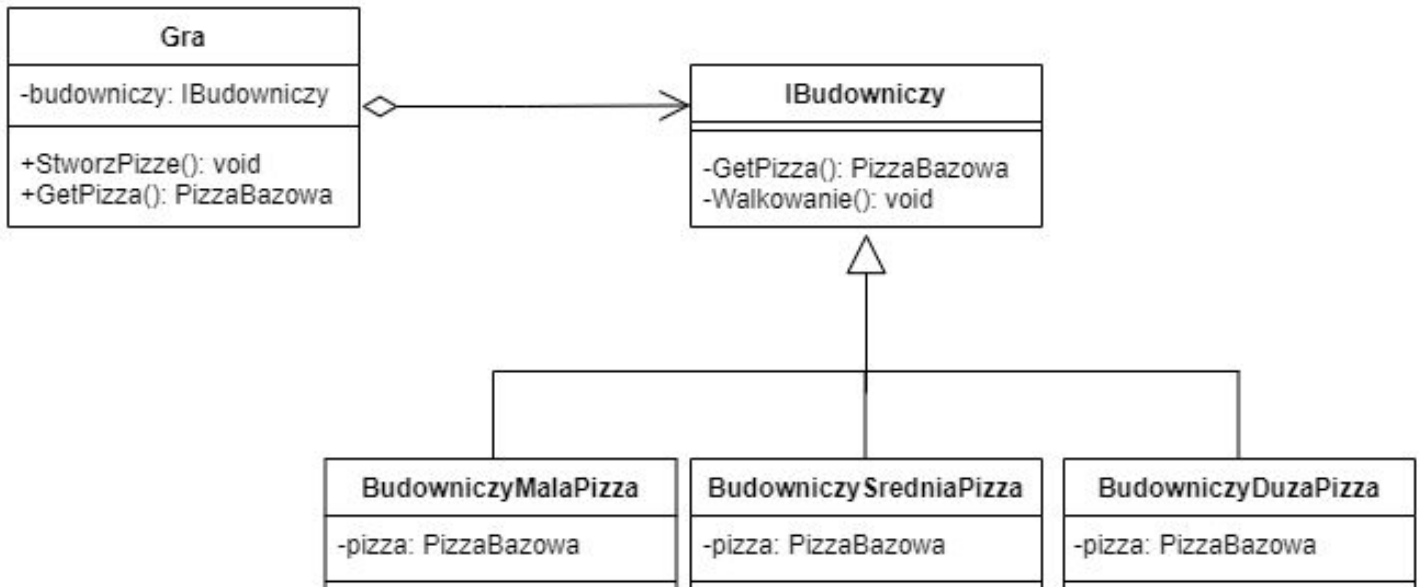 Gra
-budowniczy: IBudowniczy
+StworzPizze(): void
+GetPizza(): PizzaBazowa
IBudowniczy
-GetPizza(): PizzaBazowa
-Walkowanie(): void
BudowniczyMalaPizza
-pizza: PizzaBazowa
BudowniczySredniaPizza
-pizza: PizzaBazowa
BudowniczyDuzaPizza
-pizza: PizzaBazowa